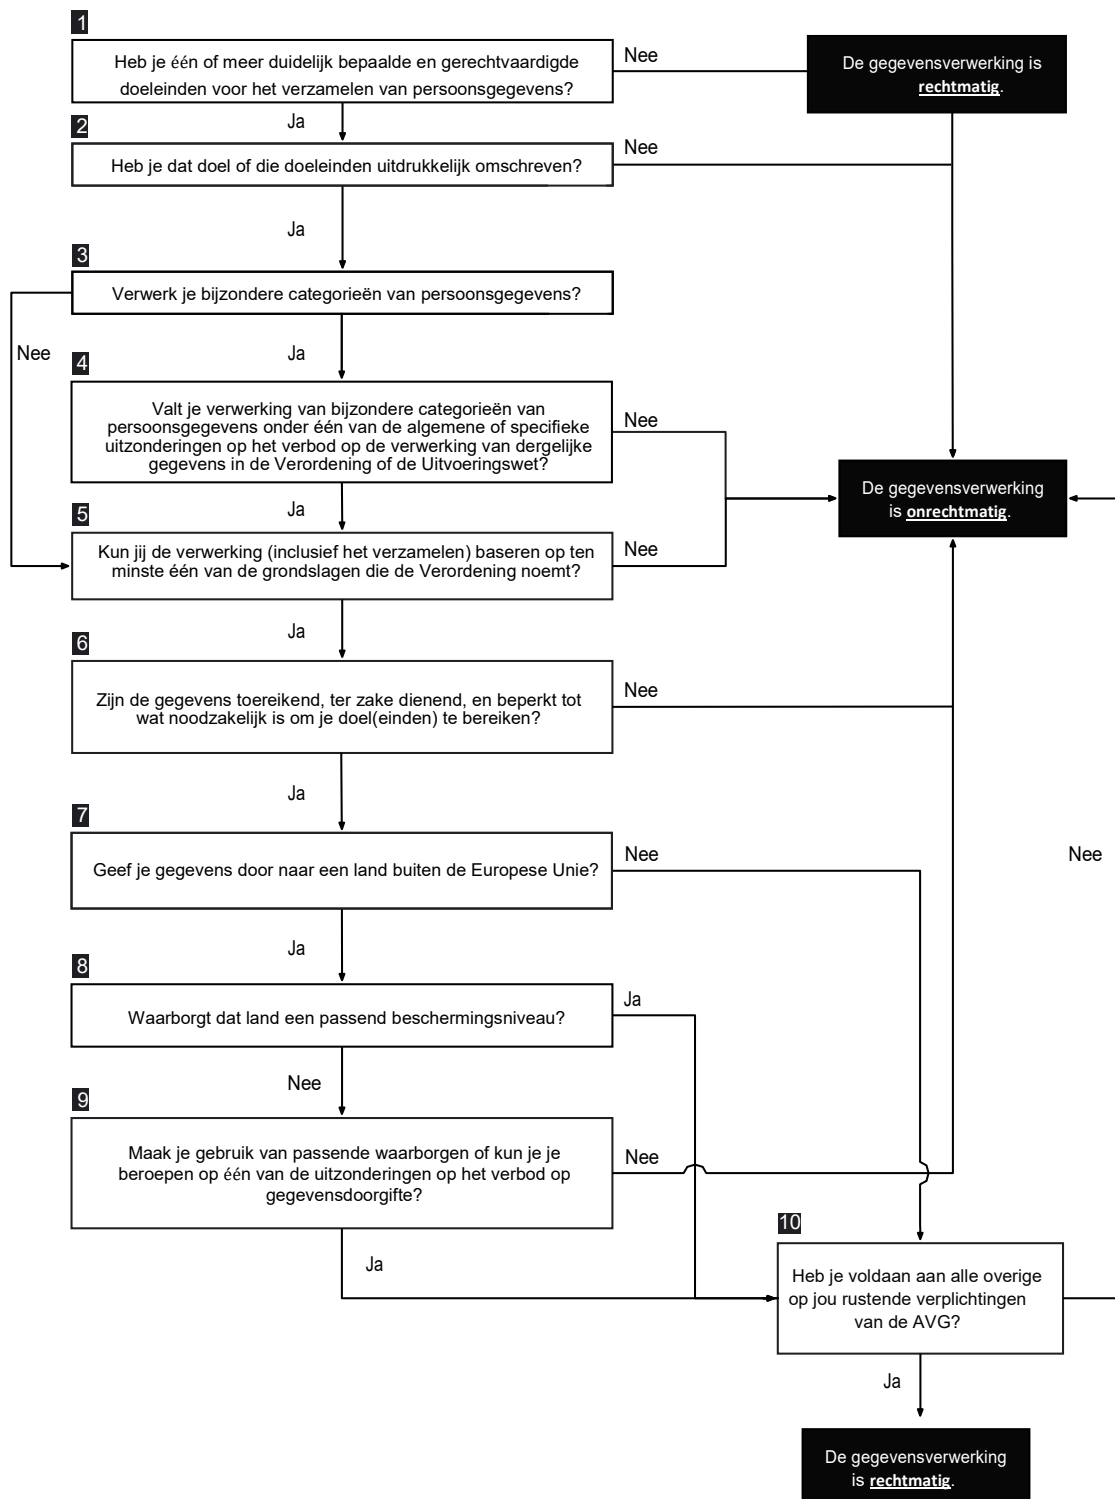 1
Heb je één of meer duidelijk bepaalde en gerechtvaardigde
doeleinden voor het verzamelen van persoonsgegevens?
Nee
De gegevensverwerking is
rechtmatig.
Ja
2
Heb je dat doel of die doeleinden uitdrukkelijk omschreven?
Nee
Ja
3
Verwerk je bijzondere categorieën van persoonsgegevens?
Nee
Ja
4
Valt je verwerking van bijzondere categorieën van
persoonsgegevens onder één van de algemene of specifieke
uitzonderingen op het verbod op de verwerking van dergelijke
gegevens in de Verordening of de Uitvoeringswet?
Nee
De gegevensverwerking
is onrechtmatig.
Ja
5
Kun jij de verwerking (inclusief het verzamelen) baseren op ten
minste één van de grondslagen die de Verordening noemt?
Nee
Ja
6
Zijn de gegevens toereikend, ter zake dienend, en beperkt tot
wat noodzakelijk is om je doel(einden) te bereiken?
Nee
Ja
7
Geef je gegevens door naar een land buiten de Europese Unie?
Nee
Nee
Ja
8
Waarborgt dat land een passend beschermingsniveau?
Ja
Nee
9
Maak je gebruik van passende waarborgen of kun je je
beroepen op één van de uitzonderingen op het verbod op
gegevensdoorgifte?
Nee
Ja
10
Heb je voldaan aan alle overige
op jou rustende verplichtingen
van de AVG?
Ja
De gegevensverwerking
is rechtmatig.